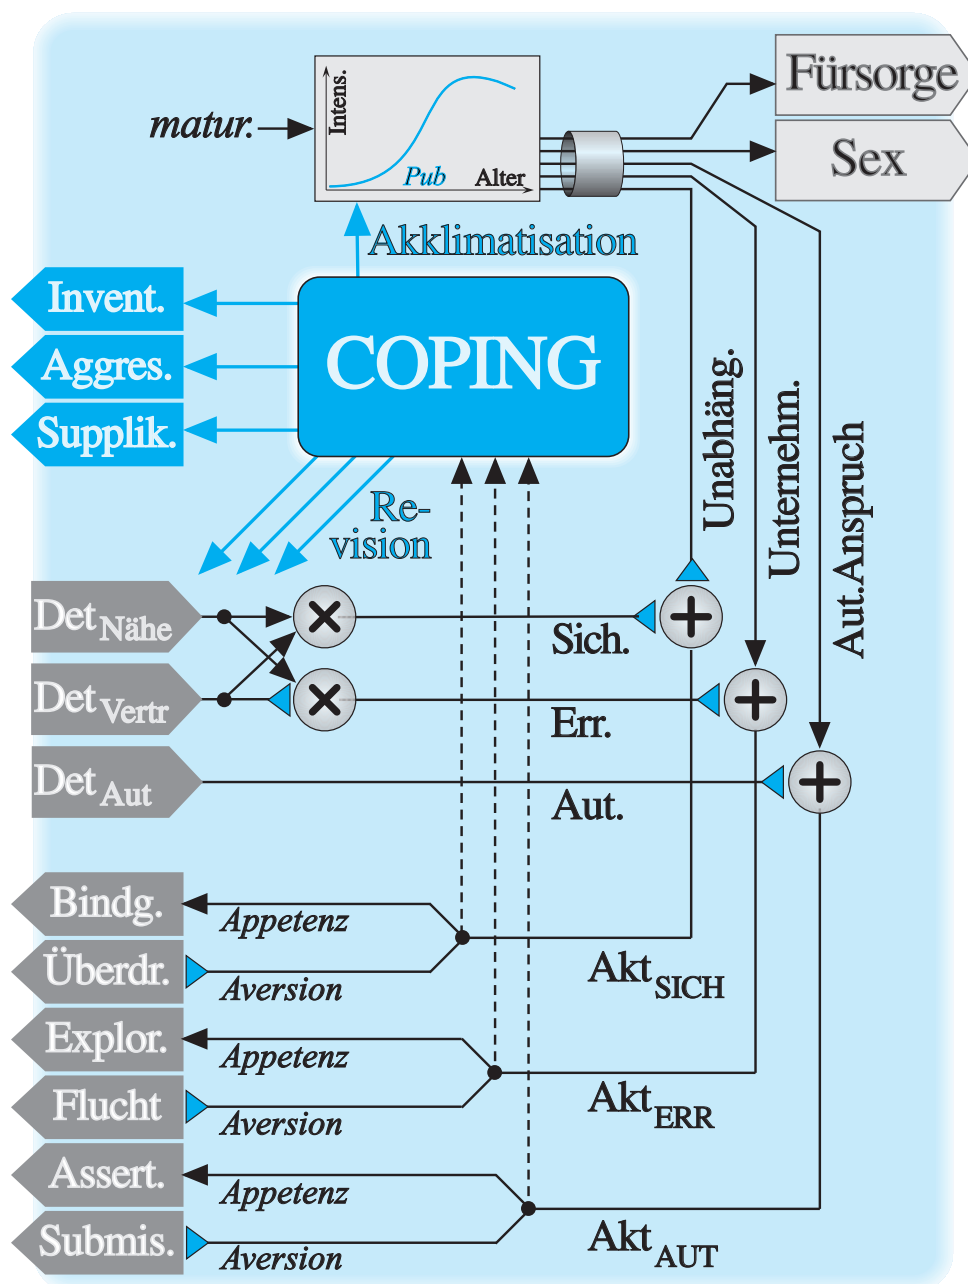 Fürsorge
Intens.
matur.
Pub
Alter
Sex
Akklimatisation
Invent.
COPING
Aggres.
Supplik.
Unabhäng.
Unternehm.
Aut.Anspruch
Re-
vision
Det Nähe
Sich.
Det Vertr
Err.
Det Aut
Aut.
Bindg.
Appetenz
Überdr.
Aversion
Akt SICH
Explor.
Appetenz
Flucht
Aversion
Akt ERR
Assert.
Appetenz
Submis.
Aversion
Akt AUT